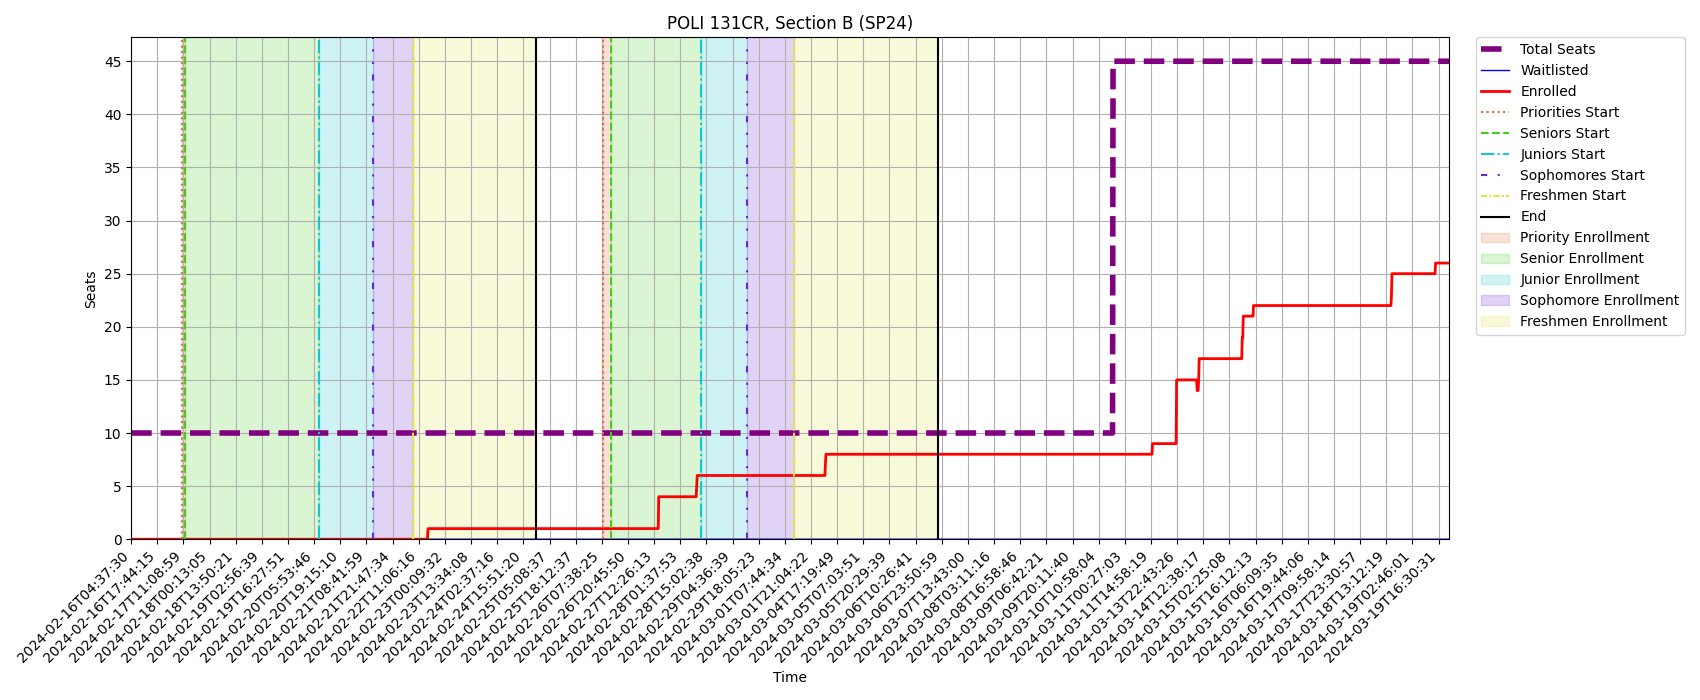 POLI 131CR, Section B (SP24)
Seats
45
40
35
30
25
20
15
10
5
0
2024-02-16T04:37:30
2024-02-16T17:44:15
2024-02-17T11:08:59
2024-02-18T00:13:05
2024-02-18T13:50:21
2024-02-19T02:56:39
2024-02-19T16:27:51
2024-02-20T05:53:46
2024-02-20T19:15:10
2024-02-21T08:41:59
2024-02-21T21:47:34
2024-02-22T11:06:16
2024-02-23T00:09:32
2024-02-23T13:34:08
2024-02-24T02:37:16
2024-02-24T15:51:20
2024-02-25T05:08:37
2024-02-25T18:12:37
2024-02-26T07:38:25
2024-02-26T20:45:50
2024-02-27T12:26:13
2024-02-28T01:37:53
2024-02-28T15:02:38
2024-02-29T04:36:39
2024-02-29T18:05:23
2024-03-01T07:44:34
2024-03-01T21:04:22
2024-03-04T17:19:49
2024-03-05T07:03:51
2024-03-05T20:29:39
2024-03-06T10:26:41
2024-03-06T23:50:59
2024-03-07T13:43:00
2024-03-08T03:11:16
2024-03-08T16:58:46
2024-03-09T06:42:21
2024-03-09T20:11:40
2024-03-10T10:58:04
2024-03-11T00:27:03
2024-03-11T14:58:19
2024-03-13T22:43:26
2024-03-14T12:38:17
2024-03-15T02:25:08
2024-03-15T16:12:13
2024-03-16T06:09:35
2024-03-16T19:44:06
2024-03-17T09:58:14
2024-03-17T23:30:57
2024-03-18T13:12:19
2024-03-19T02:46:01
2024-03-19T16:30:31
Time
Total Seats
Waitlisted
Enrolled
Priorities Start
Seniors Start
Juniors Start
Sophomores Start
Freshmen Start
End
Priority Enrollment
Senior Enrollment
Junior Enrollment
Sophomore Enrollment
Freshmen Enrollment